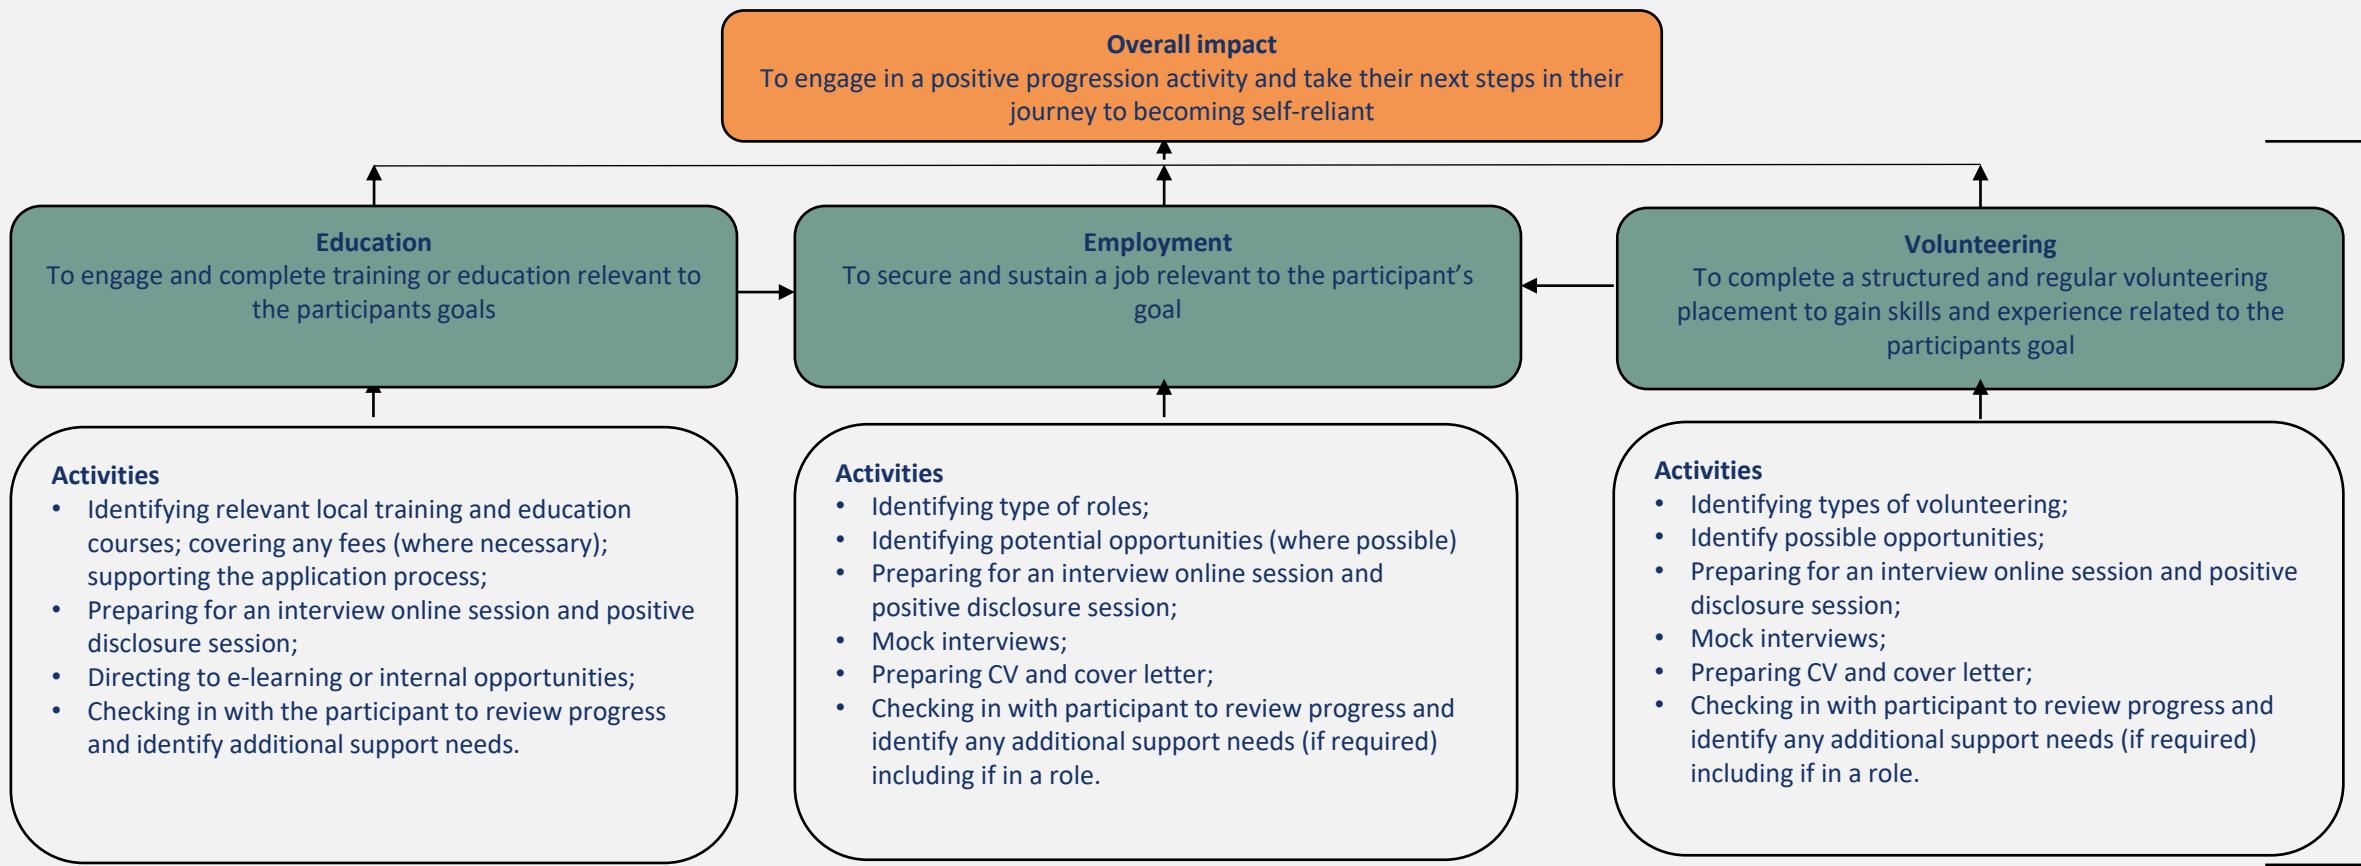 Overall impact
To engage in a positive progression activity and take their next steps in their
journey to becoming self-reliant
Education
To engage and complete training or education relevant to
the participants goals
Employment
To secure and sustain a job relevant to the participant’s
goal
Volunteering
To complete a structured and regular volunteering
placement to gain skills and experience related to the
participants goal
Activities
• Identifying relevant local training and education
courses; covering any fees (where necessary);
supporting the application process;
• Preparing for an interview online session and positive
disclosure session;
• Directing to e-learning or internal opportunities;
• Checking in with the participant to review progress
and identify additional support needs.
Activities
• Identifying type of roles;
• Identifying potential opportunities (where possible)
• Preparing for an interview online session and
positive disclosure session;
• Mock interviews;
• Preparing CV and cover letter;
• Checking in with participant to review progress and
identify any additional support needs (if required)
including if in a role.
Activities
• Identifying types of volunteering;
• Identify possible opportunities;
• Preparing for an interview online session and positive
disclosure session;
• Mock interviews;
• Preparing CV and cover letter;
• Checking in with participant to review progress and
identify any additional support needs (if required)
including if in a role.